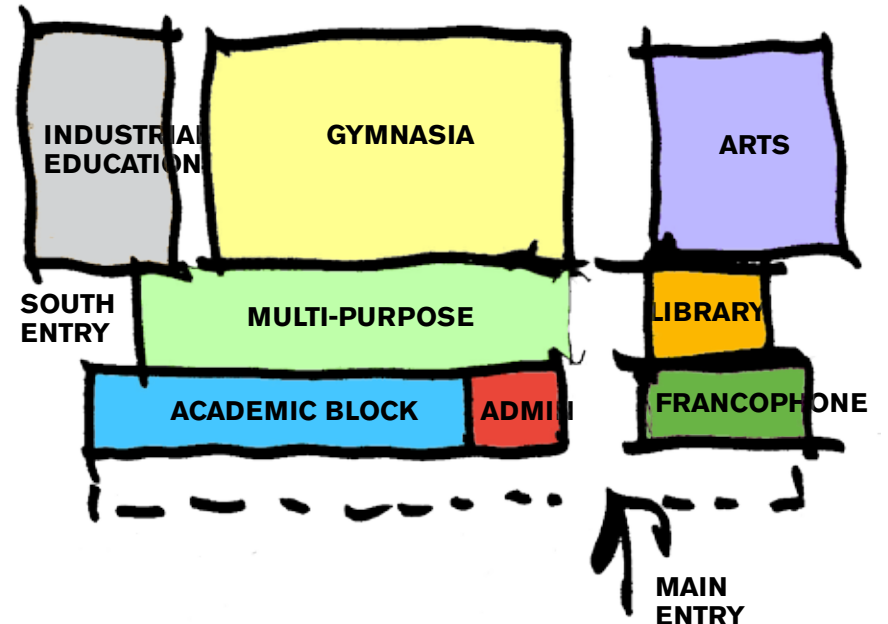 INDUSTRIAL
EDUCATION
GYMNASIA
ARTS
SOUTH
ENTRY
MULTI-PURPOSE
LIBRARY
ACADEMIC BLOCK
ADMIN
FRANCOPHONE
MAIN
ENTRY